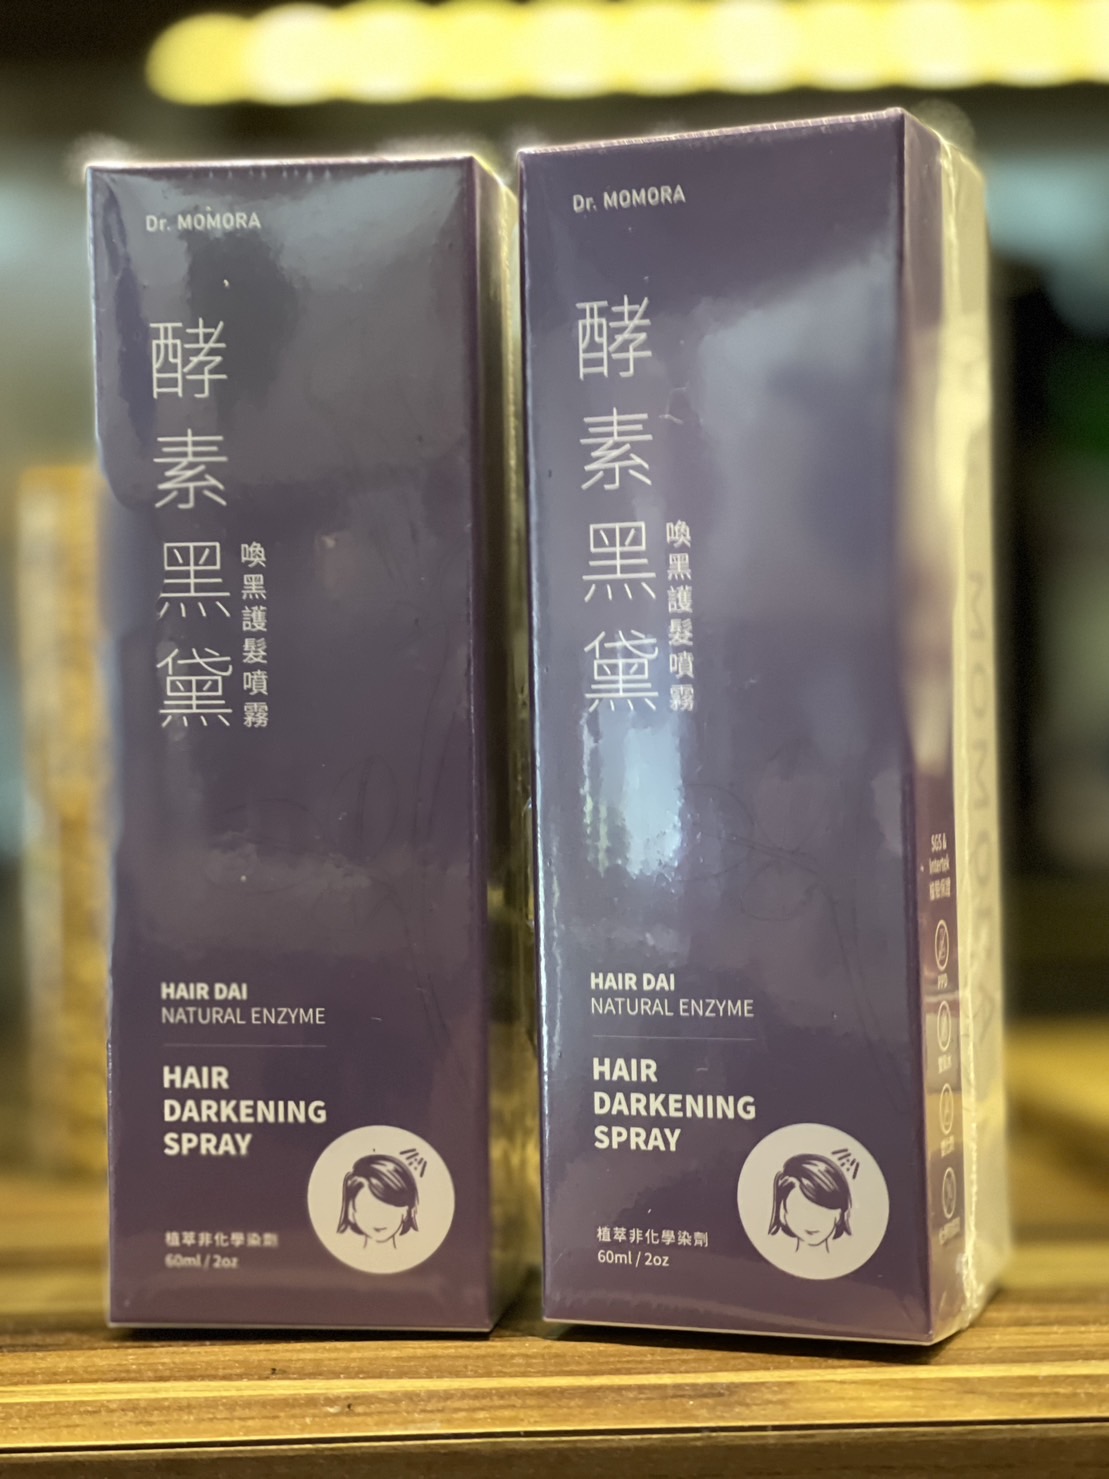 Dr. MOMORA
酵素黑黛
喚黑護髮噴霧
HAIR DAI
NATURAL ENZYME
HAIR
DARKENING
SPRAY
植萃非化學染劑
60ml / 2oz
Dr. MOMORA
酵素黑黛
喚黑護髮噴霧
HAIR DAI
NATURAL ENZYME
HAIR
DARKENING
SPRAY
植萃非化學染劑
60ml / 2oz
SGS &
Intertek
PPD
MOMORA